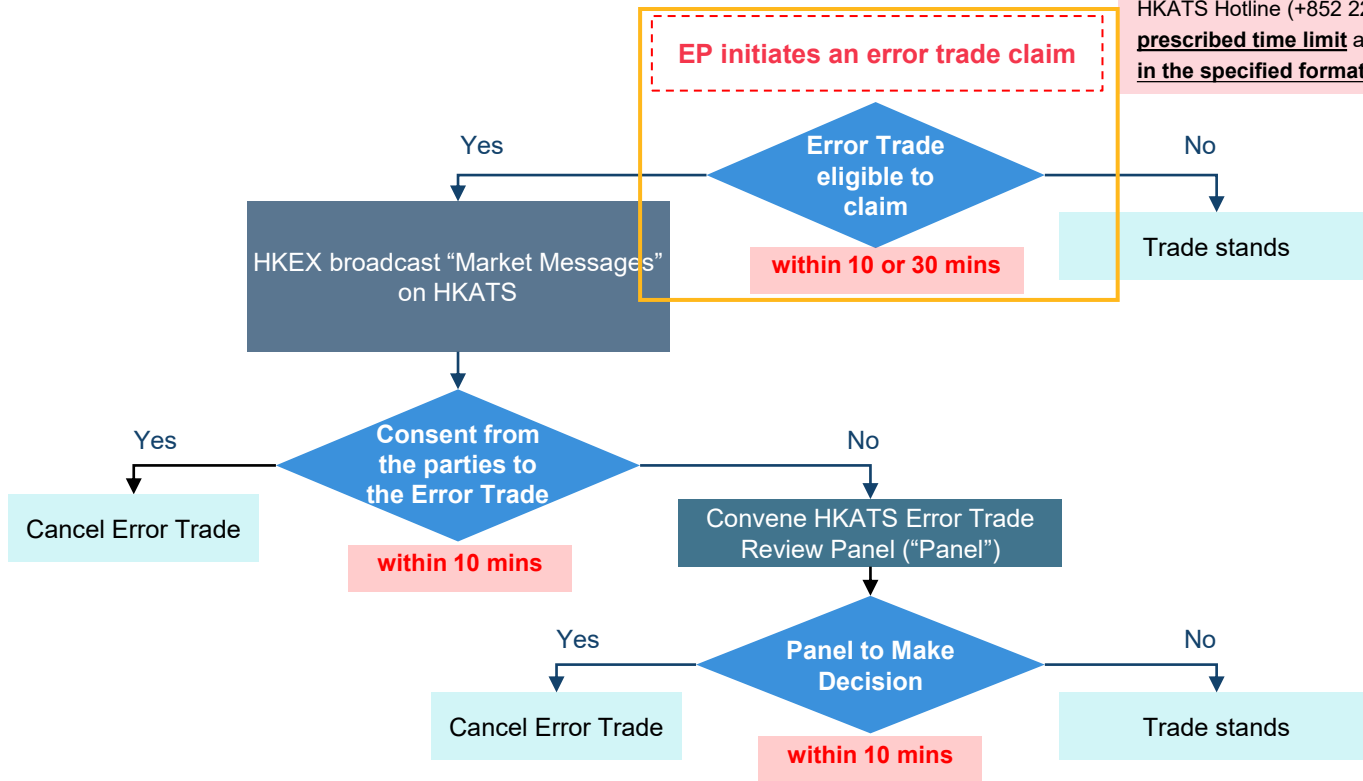 HKATS Hotline (+852 22
prescribed time limit
in the specified format
EP initiates an error trade claim
Yes
Error Trade
eligible to
claim
No
HKEX broadcast “Market Messages”
on HKATS
within 10 or 30 mins
Trade stands
Yes
Consent from
the parties to
the Error Trade
No
Cancel Error Trade
within 10 mins
Convene HKATS Error Trade
Review Panel (“Panel”)
Yes
Panel to Make
Decision
No
Cancel Error Trade
Trade stands
within 10 mins